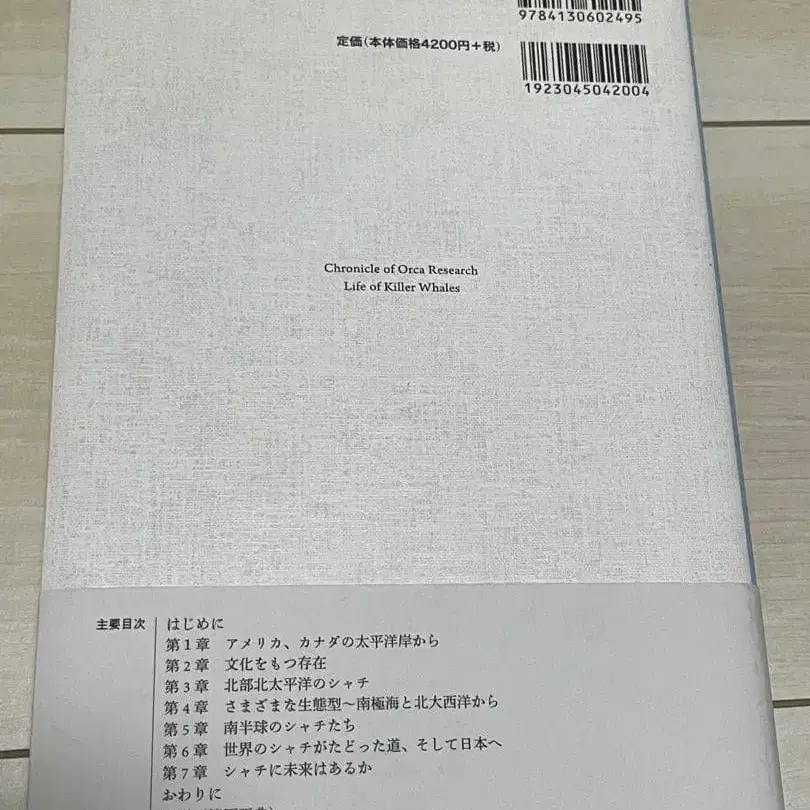 9784130602495
定価(本体価格4200円+税)
1923045042004
Chronicle of Orca Research
Life of Killer Whales
主要目次
はじめに
第1章 アメリカ、カナダの太平洋岸から
第2章 文化をもつ存在
第3章 北部北太平洋のシャチ
第4章 さまざまな生態型〜南極海と北大西洋から
第5章 南半球のシャチたち
第6章 世界のシャチがたどった道、そして日本へ
第7章 シャチに未来はあるか
おわりに